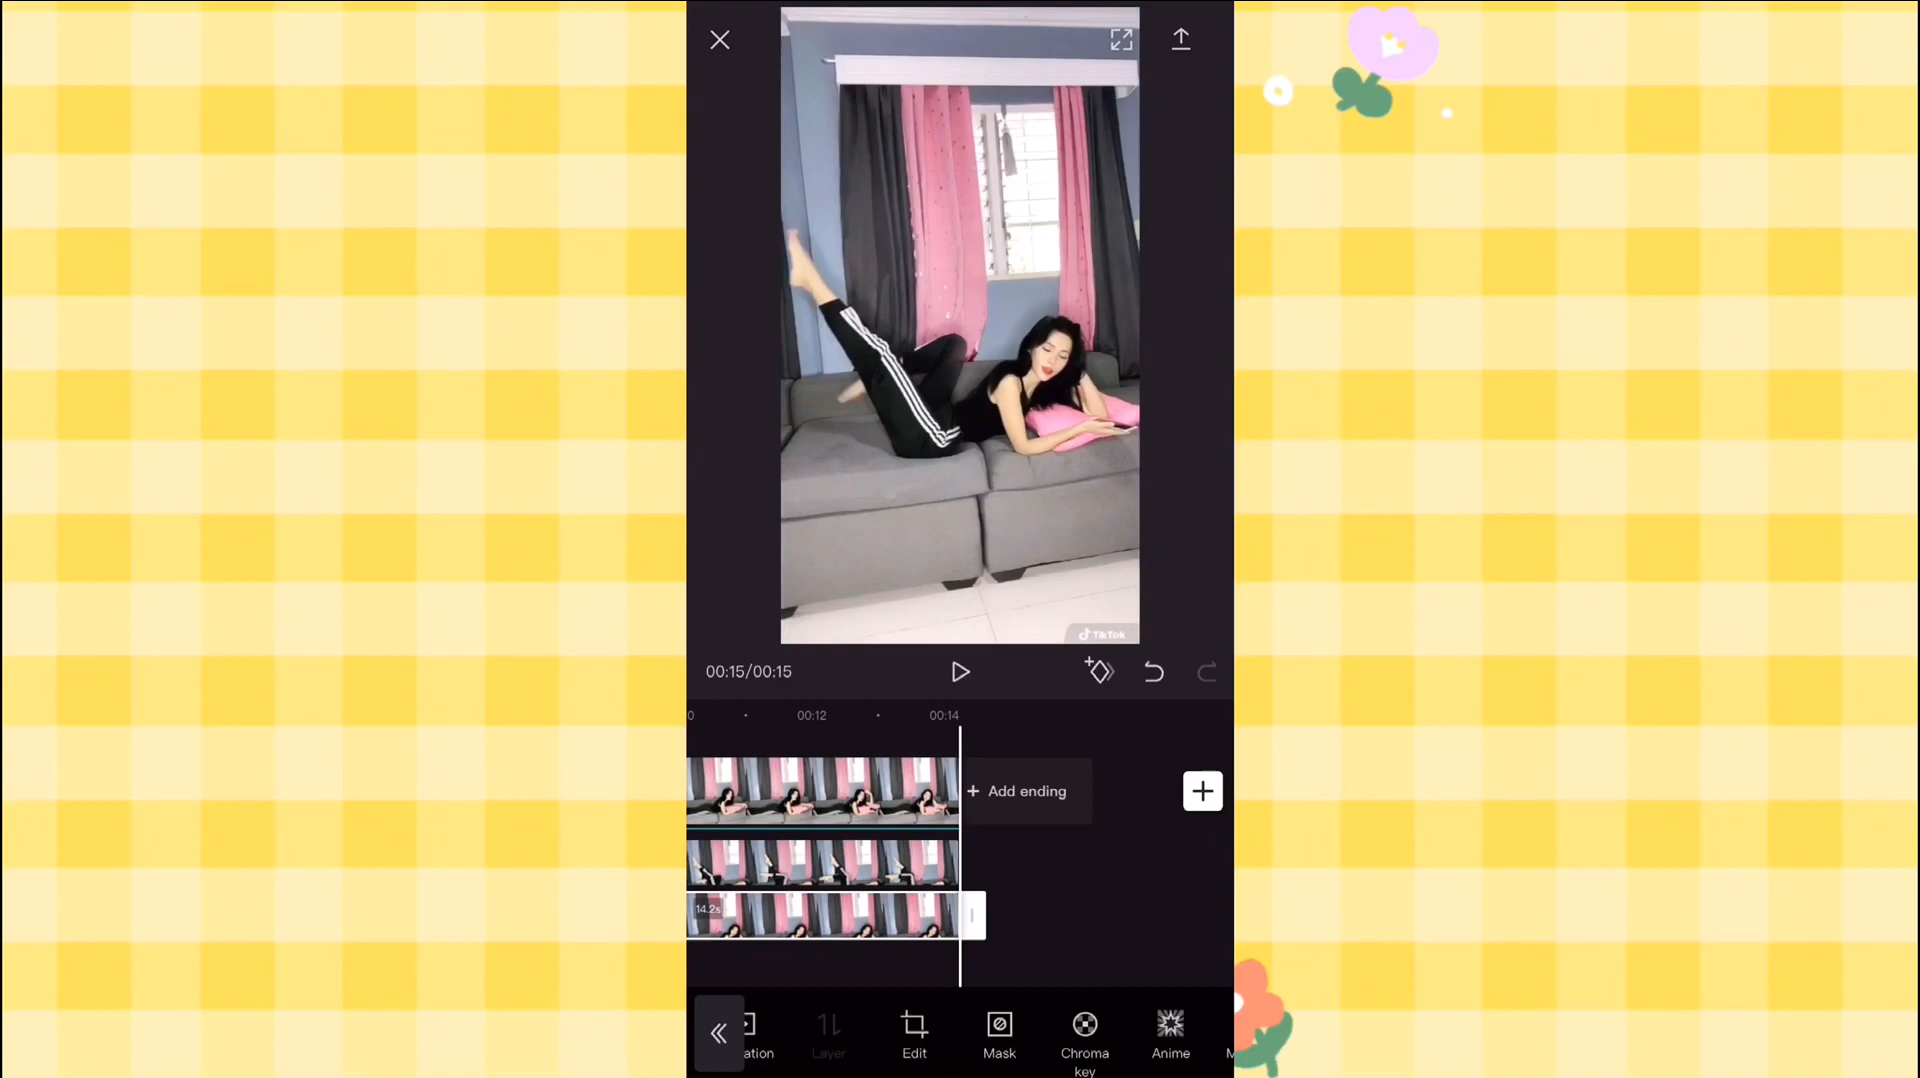 TikTok
00:15/00:15
0
00:12
00:14
+ Add ending
14.2s
ation
Layer
Edit
Mask
Chroma
key
Anime
M